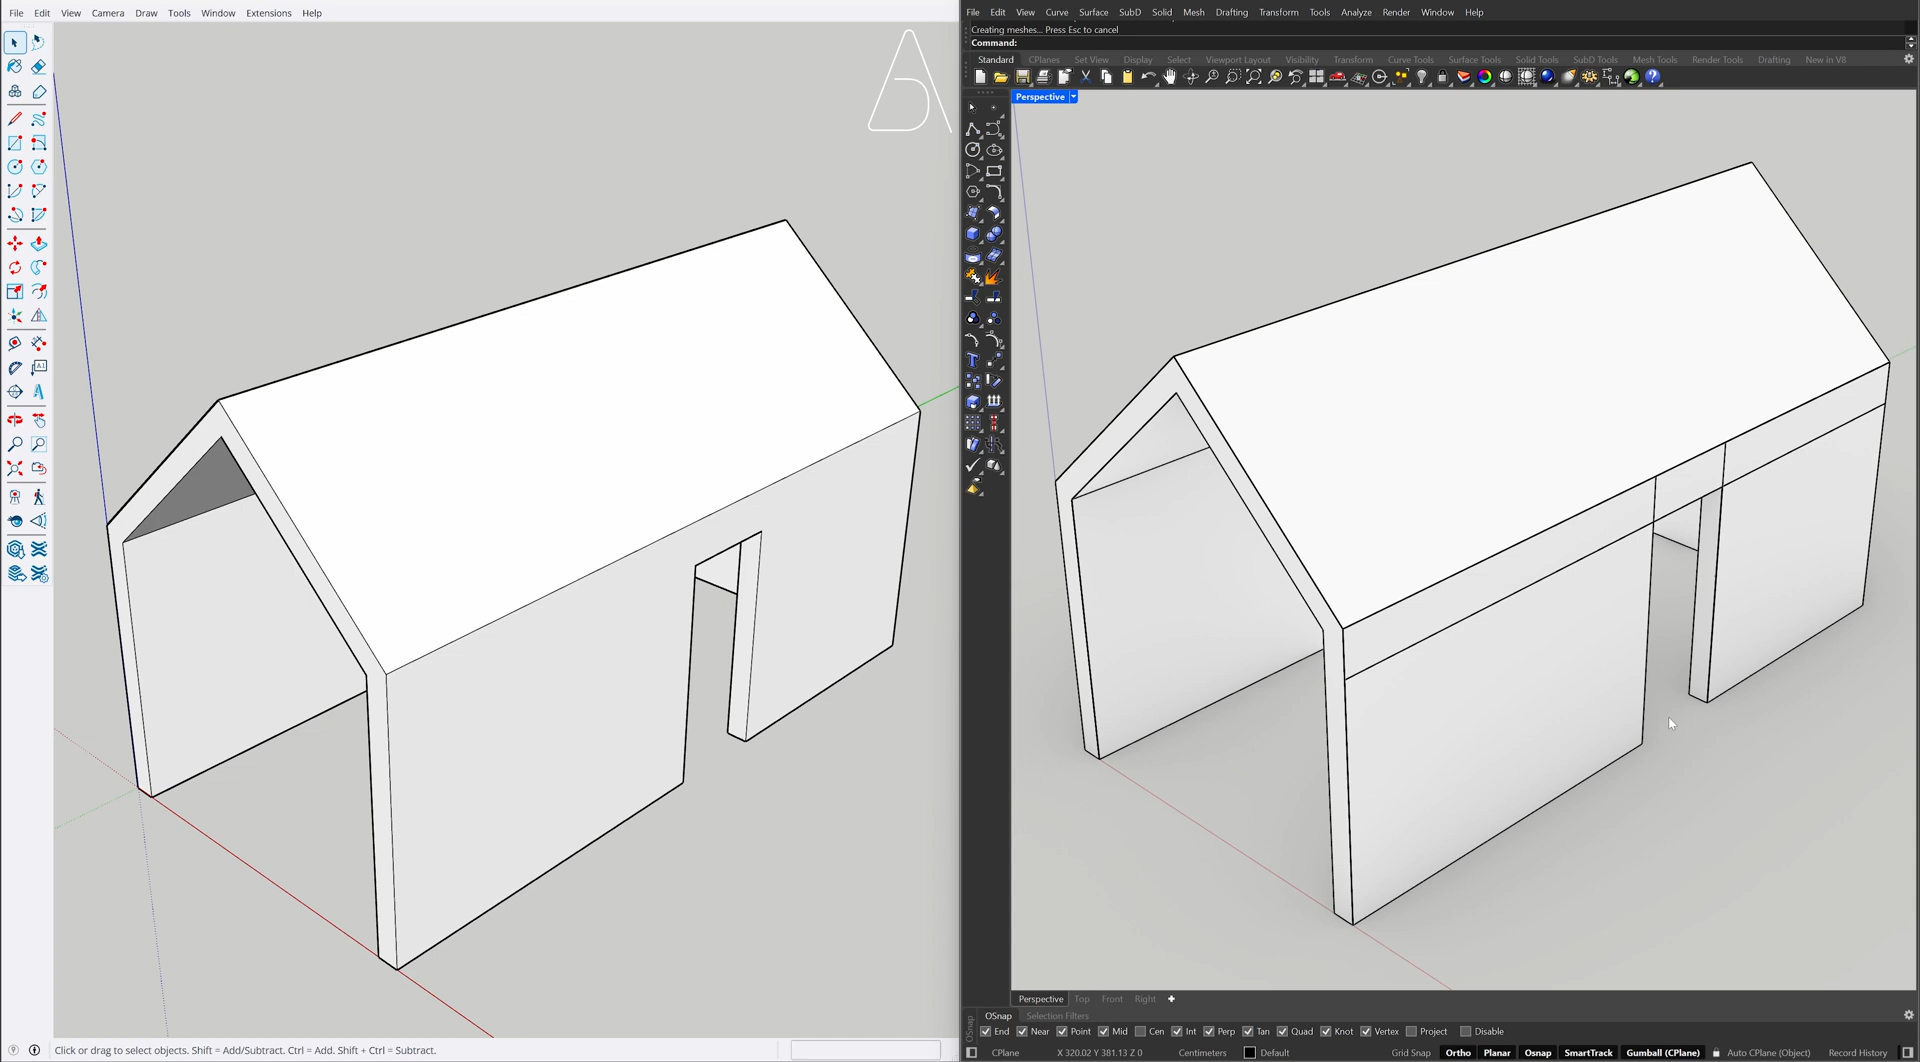 File Edit View Camera Draw Tools Window Extensions Help
Click or drag to select objects. Shift = Add/Subtract. Ctrl = Add. Shift + Ctrl = Subtract.
File Edit View Curve Surface SubD Solid Mesh Drafting Transform Tools Analyze Render Window Help
Creating meshes... Press Esc to cancel
Command:
Standard CPlanes Set View Display Select Viewport Layout Visibility Transform Curve Tools Surface Tools Solid Tools SubD Tools Mesh Tools Render Tools Drafting New in V8
Perspective
Perspective Top Front Right
OSnap Selection Filters
OSnap
End Near Point Mid Cen Int Perp Tan Quad Knot Vertex Project Disable
CPlane X 320.02 Y 381.13 Z 0 Centimeters Default Grid Snap Ortho Planar Osnap SmartTrack Gumball (CPlane) Auto CPlane (Object) Record History